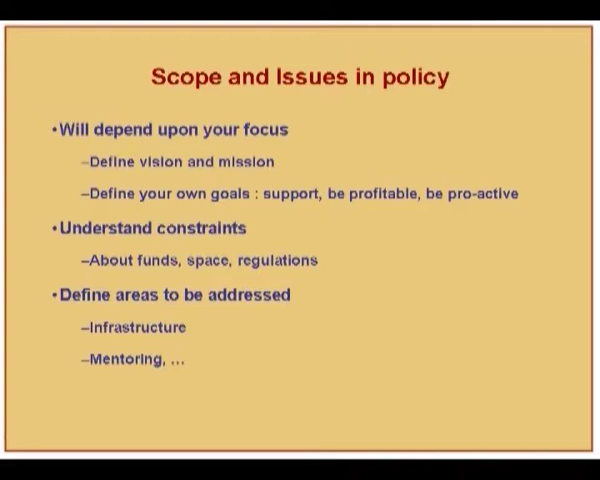 Scope and Issues in policy
•Will depend upon your focus
–Define vision and mission
–Define your own goals : support, be profitable, be pro-active
•Understand constraints
–About funds, space, regulations
•Define areas to be addressed
–Infrastructure
–Mentoring, ...